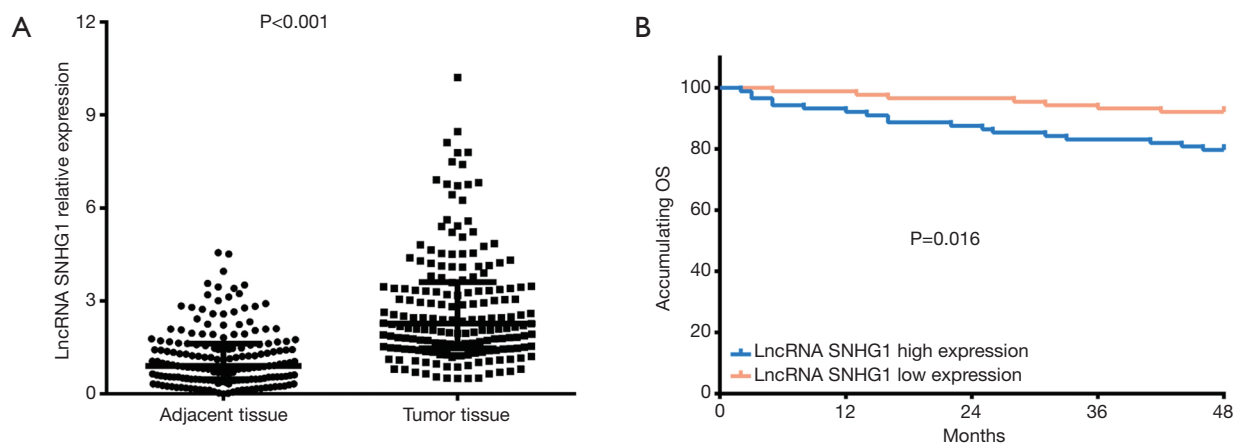 A
P<0.001
LncRNA SNHG1 relative expression
12
9
6
3
0
Adjacent tissue
Tumor tissue
B
Accumulating OS
100
80
60
40
20
0
P=0.016
LncRNA SNHG1 high expression
LncRNA SNHG1 low expression
0
12
24
36
48
Months